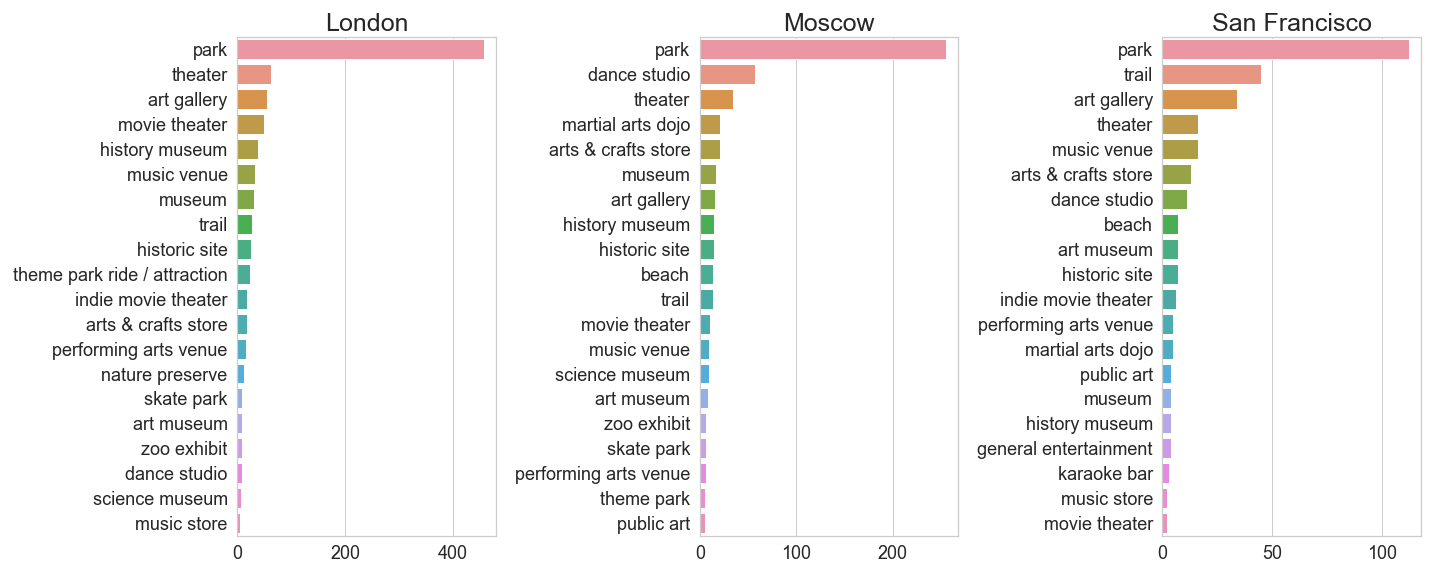 London
park
theater
art gallery
movie theater
history museum
music venue
museum
trail
historic site
theme park ride / attraction
indie movie theater
arts & crafts store
performing arts venue
nature preserve
skate park
art museum
zoo exhibit
dance studio
science museum
music store
0 200 400
Moscow
park
dance studio
theater
martial arts dojo
arts & crafts store
museum
art gallery
history museum
historic site
beach
trail
movie theater
music venue
science museum
art museum
zoo exhibit
skate park
performing arts venue
theme park
public art
0 100 200
San Francisco
park
trail
art gallery
theater
music venue
arts & crafts store
dance studio
beach
art museum
historic site
indie movie theater
performing arts venue
martial arts dojo
public art
museum
history museum
general entertainment
karaoke bar
music store
movie theater
0 50 100